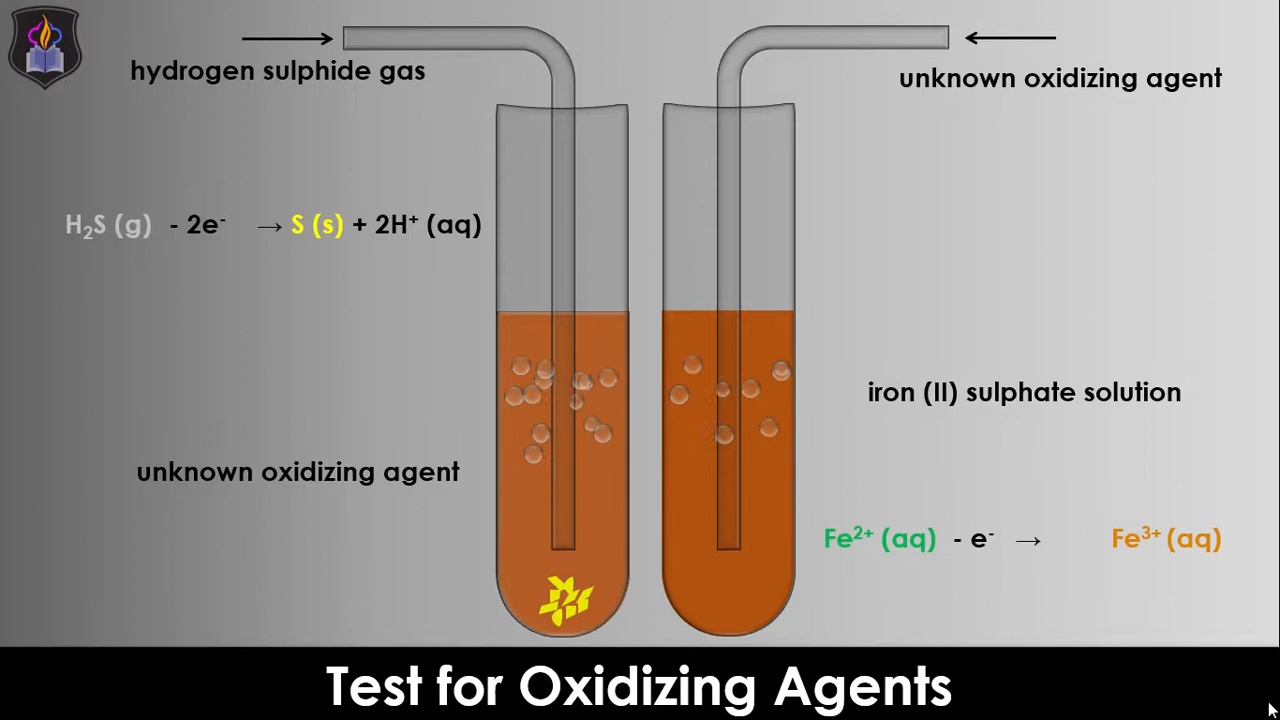 hydrogen sulphide gas
unknown oxidizing agent
H₂S (g) - 2e⁻ → S (s) + 2H⁺ (aq)
iron (II) sulphate solution
unknown oxidizing agent
Fe²⁺ (aq) - e⁻ → Fe³⁺ (aq)
Test for Oxidizing Agents